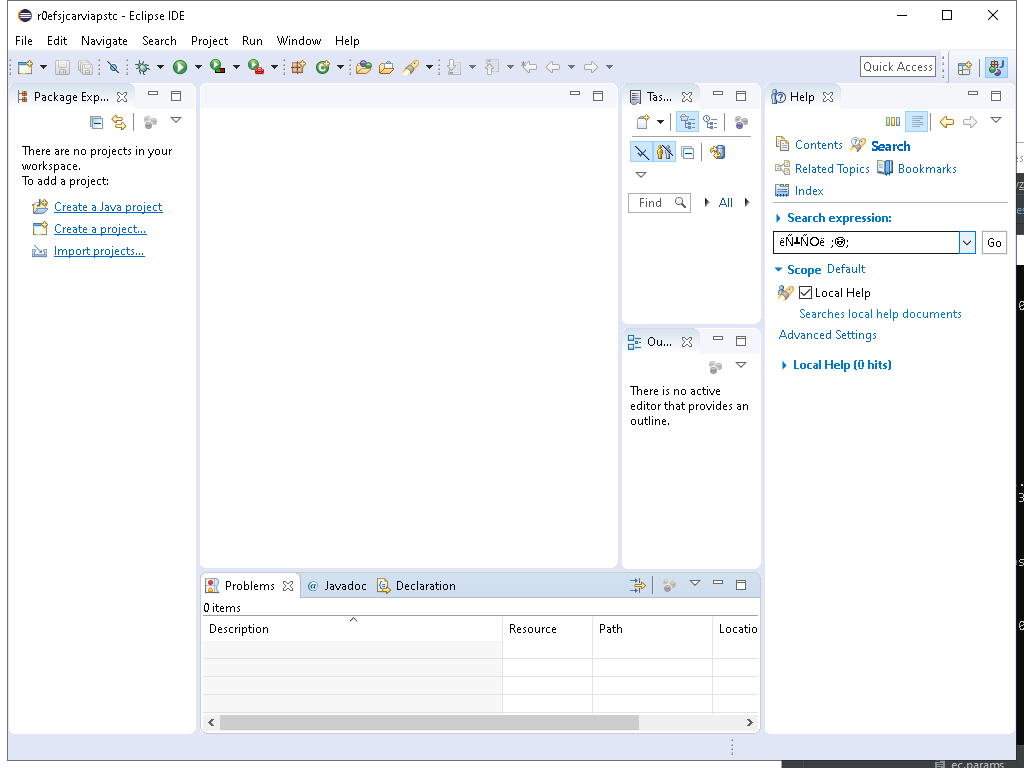 r0efsjcarviapstc - Eclipse IDE
File Edit Navigate Search Project Run Window Help
Quick Access
Package Exp...
There are no projects in your
workspace.
To add a project:
Create a Java project
Create a project...
Import projects...
Tas...
Find
All
Ou...
There is no active
editor that provides an
outline.
Help
Contents Search
Related Topics Bookmarks
Index
Search expression:
Go
Scope Default
Local Help
Searches local help documents
Advanced Settings
Local Help (0 hits)
Problems @ Javadoc Declaration
0 items
Description Resource Path Locatio
ec.params